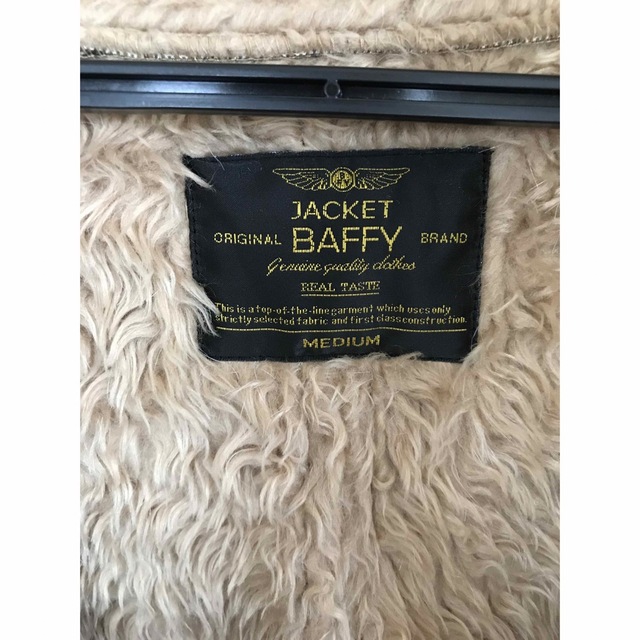 JACKET
ORIGINAL BAFFY BRAND
Genuine quality clothes
REAL TASTE
This is a top-of-the-line garment which uses only
strictly selected fabric and first class construction.
MEDIUM